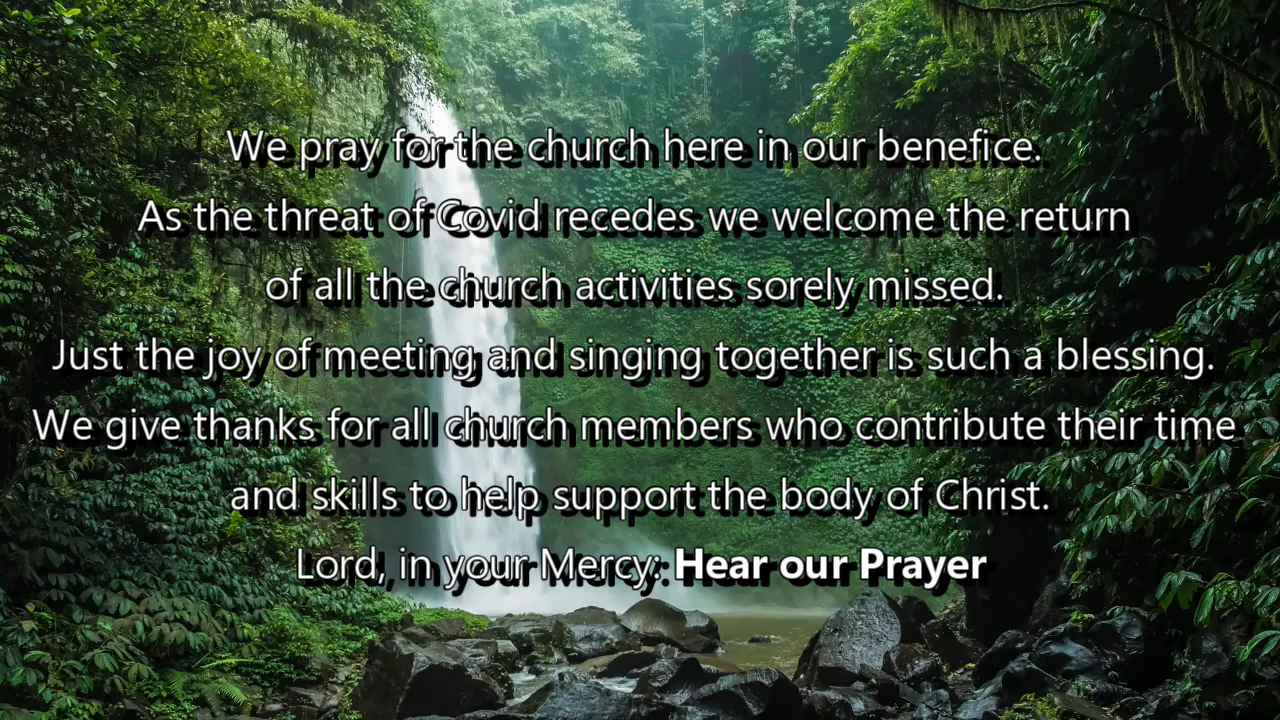 We pray for the church here in our benefice.
As the threat of Covid recedes we welcome the return
of all the church activities sorely missed.
Just the joy of meeting and singing together is such a blessing.
We give thanks for all church members who contribute their time
and skills to help support the body of Christ.
Lord, in your Mercy: Hear our Prayer